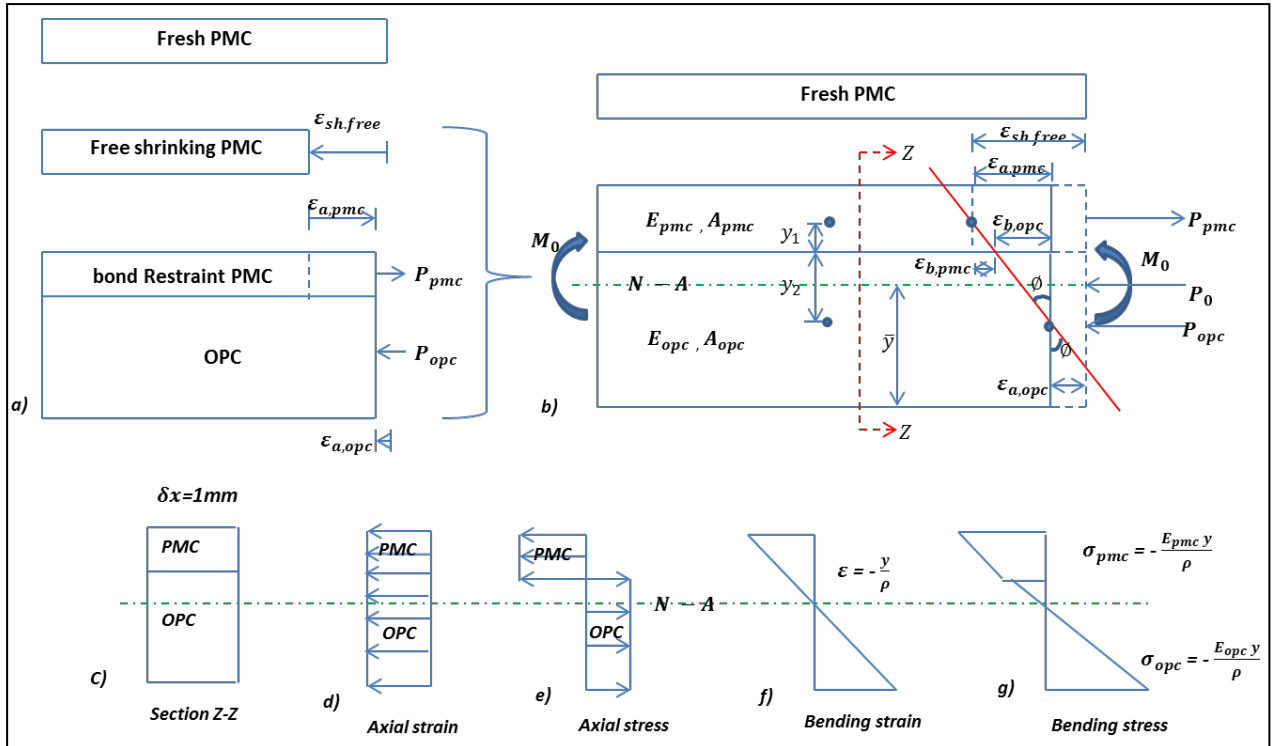 Fresh PMC
ε_sh.free
Free shrinking PMC
ε_a,pmc
bond Restraint PMC
P_pmc
OPC
P_opc
a)
ε_a,opc
Fresh PMC
Z
ε_sh.free
ε_a,pmc
E_pmc , A_pmc
y_1
ε_b,opc
P_pmc
M_0
ε_b,pmc
M_0
N – A
y_2
∅
P_0
E_opc , A_opc
ȳ
P_opc
∅
b)
ε_a,opc
Z
δx=1mm
PMC
PMC
PMC
ε = - y/ρ
σ_pmc = - E_pmc y/ρ
OPC
OPC
OPC
N – A
σ_opc = - E_opc y/ρ
C)
d)
e)
f)
g)
Section Z-Z
Axial strain
Axial stress
Bending strain
Bending stress